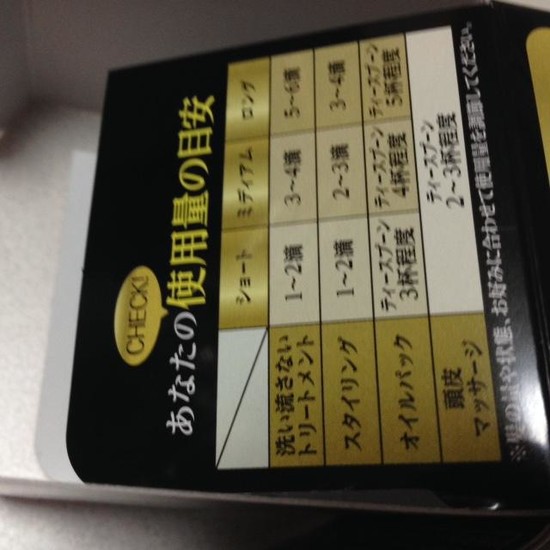 CHECK!
あなたの使用量の目安
ショート ミディアム ロング
洗い流さない
トリートメント 1~2滴 3~4滴 5~6滴
スタイリング 1~2滴 2~3滴 3~4滴
オイルパック ティースプーン
3杯程度 ティースプーン
4杯程度 ティースプーン
5杯程度
頭皮
マッサージ ティースプーン
2~3杯程度
※髪の量や状態、お好みに合わせて使用量を調節してください。